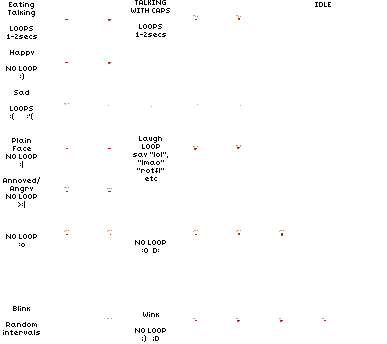 Eating
Talking
LOOPS
1-2secs
TALKING
WITH CAPS
LOOPS
1-2secs
IDLE
Happy
NO LOOP
:)
Sad
LOOPS
:( :'(
Plain
Face
NO LOOP
:|
Laugh
LOOP
say "lol",
"lmao"
"rotfl"
etc
Annoyed/
Angry
NO LOOP
>:|
NO LOOP
:o
NO LOOP
:O D:
Blink
Random
intervals
Wink
NO LOOP
;) ;D